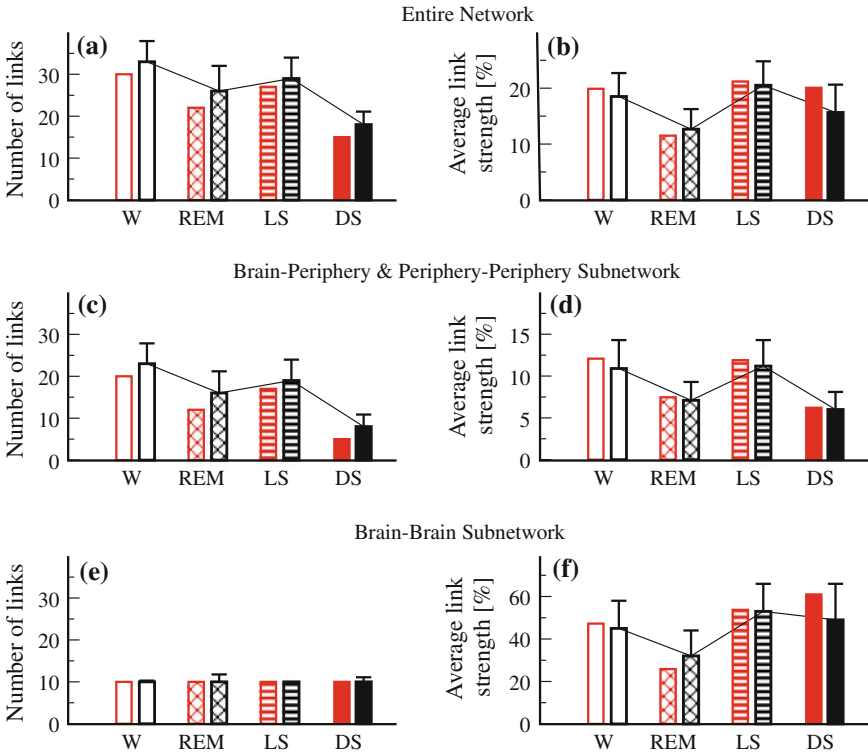 Entire Network
(a)
Number of links
30
20
10
0
W REM LS DS
(b)
Average link
strength [%]
20
10
0
W REM LS DS
Brain-Periphery & Periphery-Periphery Subnetwork
(c)
Number of links
30
20
10
0
W REM LS DS
(d)
Average link
strength [%]
15
10
5
0
W REM LS DS
Brain-Brain Subnetwork
(e)
Number of links
30
20
10
0
W REM LS DS
(f)
Average link
strength [%]
60
40
20
0
W REM LS DS